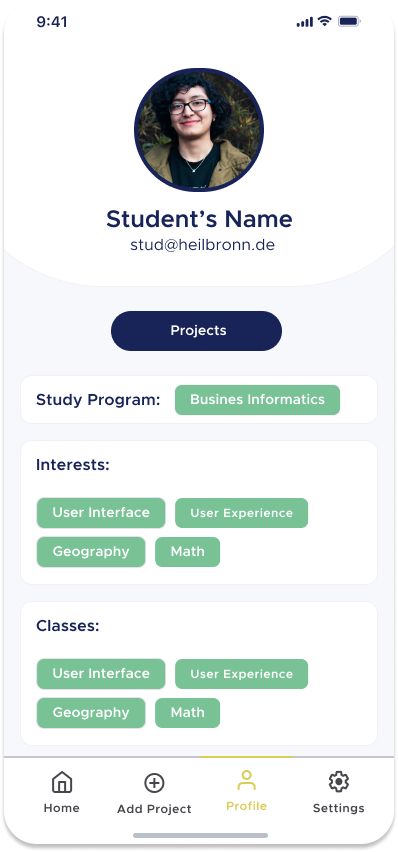 9:41
Student’s Name
stud@heilbronn.de
Projects
Study Program: Busines Informatics
Interests:
User Interface User Experience
Geography Math
Classes:
User Interface User Experience
Geography Math
Home Add Project Profile Settings